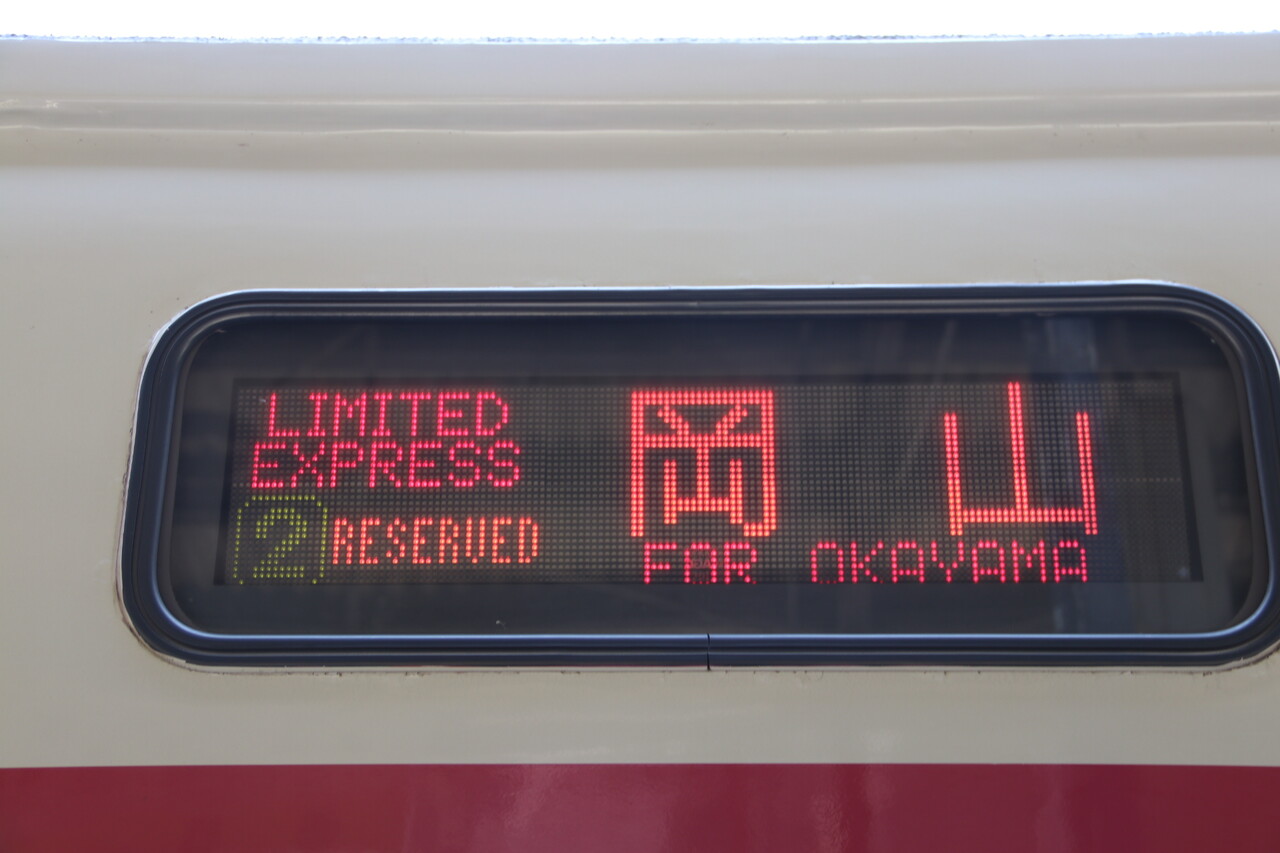 LIMITED
EXPRESS
2 RESERVED
岡山
FOR OKAYAMA